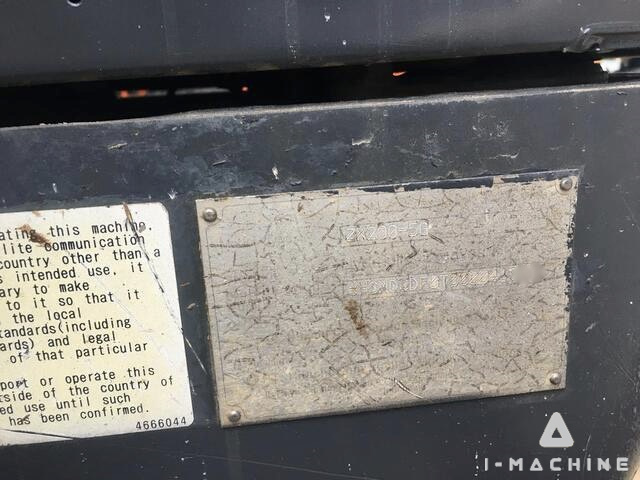 ating this machine,
lite communication
country other than a
s intended use, it
ary to make
to it so that it
the local
tandards(including
ards) and legal
of that particular
port or operate this
tside of the country of
ed use until such
has been confirmed.
4666044
I-MACHINE